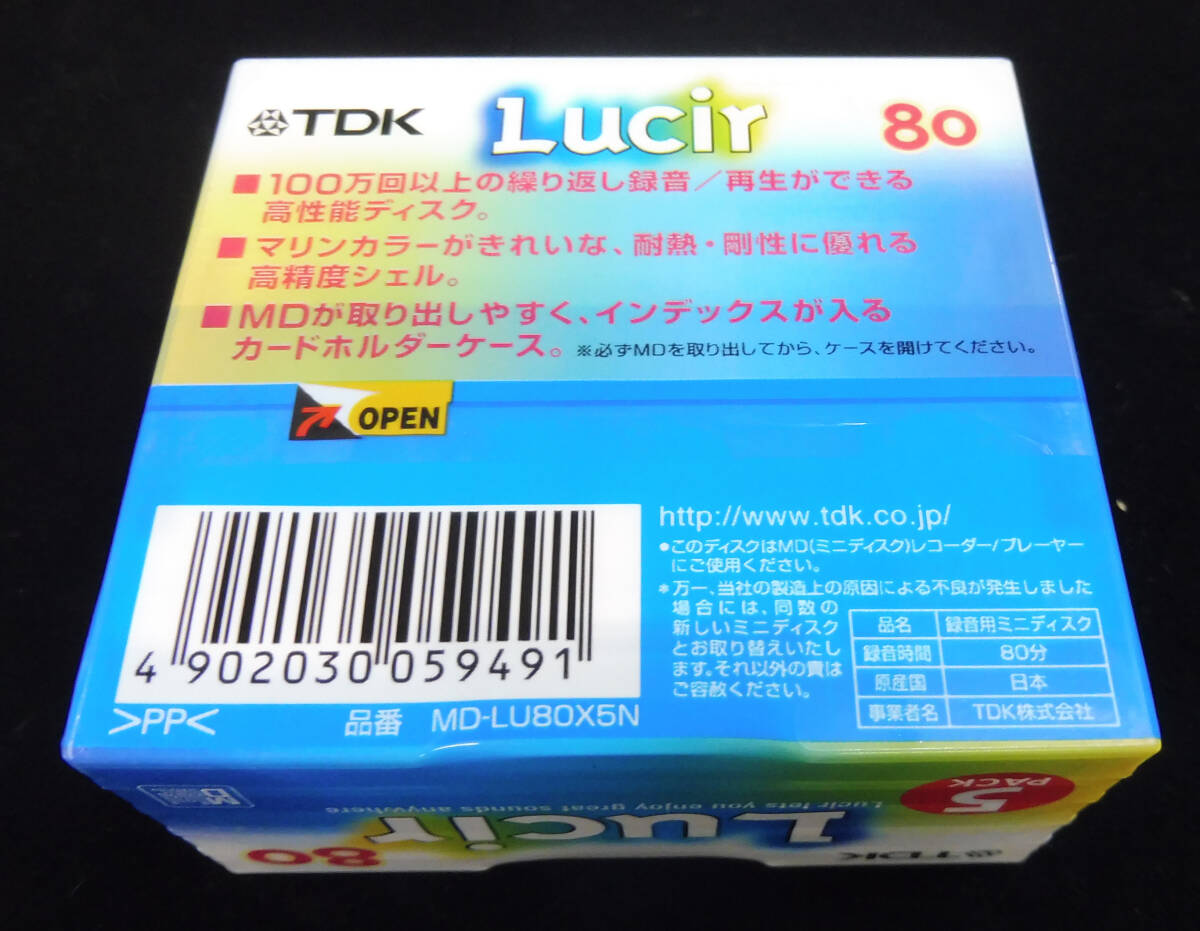 TDK Lucir 80
■100万回以上の繰り返し録音/再生ができる
高性能ディスク。
■マリンカラーがきれいな、耐熱・剛性に優れる
高精度シェル。
■MDが取り出しやすく、インデックスが入る
カードホルダーケース。※必ずMDを取り出してから、ケースを開けてください。
OPEN
http://www.tdk.co.jp/
●このディスクはMD(ミニディスク)レコーダー/プレーヤー
にご使用ください。
*万一、当社の製造上の原因による不良が発生しました
場合には、同数の
新しいミニディスク
とお取り替えいたし
ます。それ以外の責は
ご容赦ください。
品名 録音用ミニディスク
録音時間 80分
原産国 日本
事業者名 TDK株式会社
4 902030 059491
>PP< 品番 MD-LU80X5N
5 PACK
Lucir lets you enjoy great sounds anywhere
Lucir
80
TDK